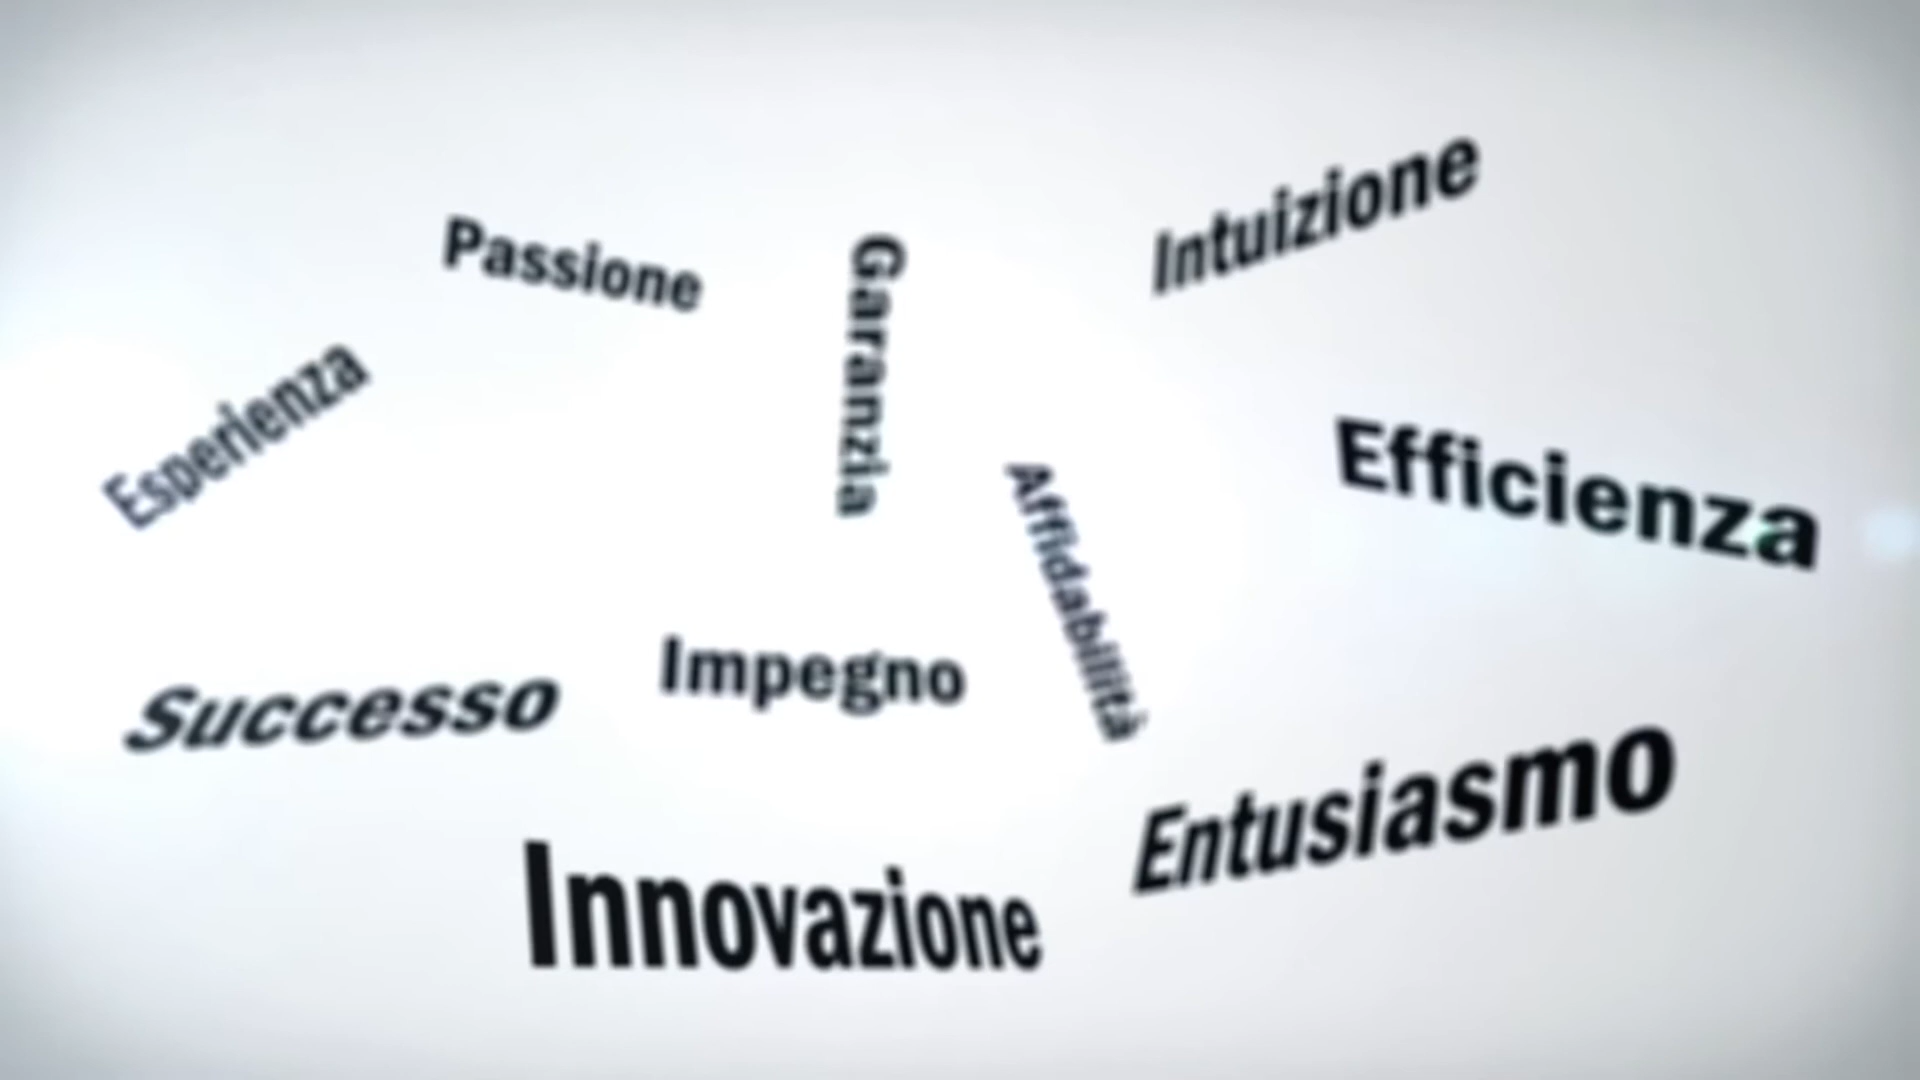 Intuizione
Passione
Garanzia
Esperienza
Efficienza
Affidabilità
Impegno
Successo
Entusiasmo
Innovazione